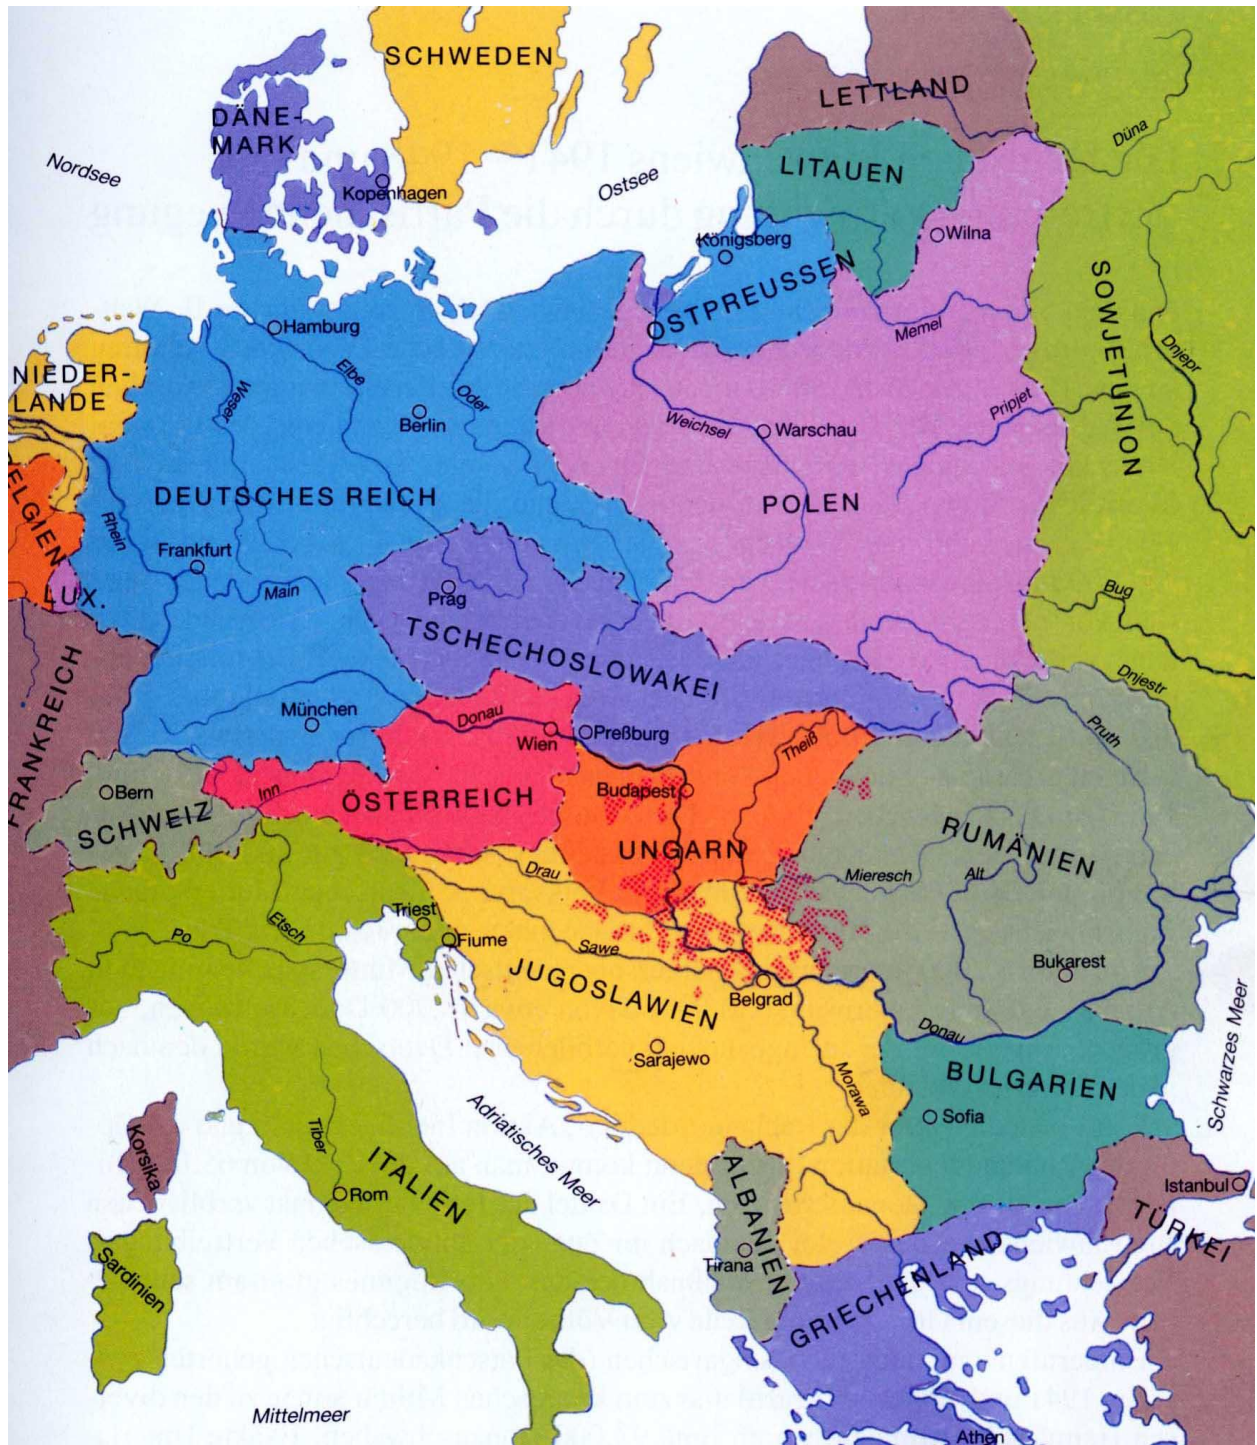 SCHWEDEN
DÄNE-
MARK
Kopenhagen
Nordsee
Ostsee
LETTLAND
LITAUEN
Düna
Wilna
Königsberg
OSTPREUSSEN
Memel
SOWJETUNION
Dnjepr
Hamburg
NIEDER-
LANDE
Weser
Elbe
Oder
Berlin
Weichsel
Warschau
Pripjet
POLEN
DEUTSCHES REICH
ELGIEN
Rhein
Frankfurt
Main
LUX.
Prag
TSCHECHOSLOWAKEI
Bug
Dnjestr
FRANKREICH
München
Donau
Wien
Preßburg
Theiß
Pruth
Bern
SCHWEIZ
Inn
ÖSTERREICH
Budapest
UNGARN
RUMÄNIEN
Drau
Mieresch
Alt
Triest
Fiume
Etsch
Po
Sawe
JUGOSLAWIEN
Belgrad
Bukarest
Donau
Sarajewo
Morawa
BULGARIEN
Sofia
Schwarzes Meer
Adriatisches Meer
Korsika
Tiber
ITALIEN
Rom
ALBANIEN
Tirana
Istanbul
TÜRKEI
GRIECHENLAND
Sardinien
Mittelmeer
Athen